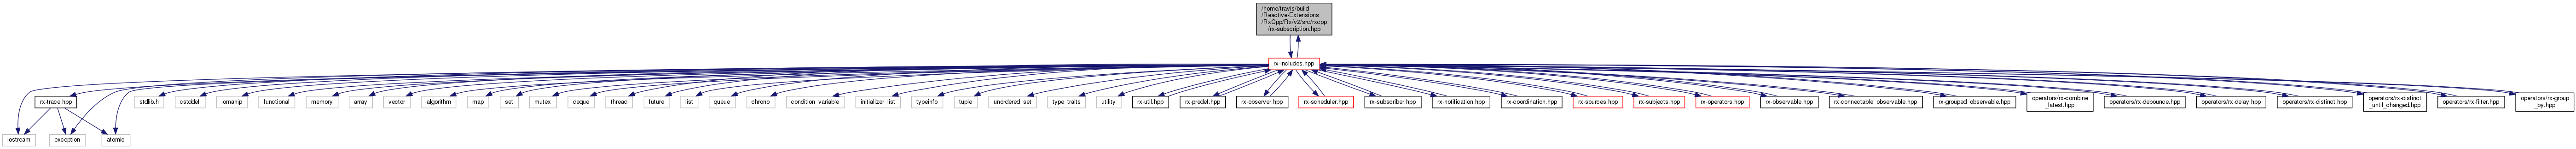 /home/travis/build
/Reactive-Extensions
/RxCpp/Rx/v2/src/rxcpp
/rx-subscription.hpp
rx-includes.hpp
rx-trace.hpp
stdlib.h
cstddef
iomanip
functional
memory
array
vector
algorithm
map
set
mutex
deque
thread
future
list
queue
chrono
condition_variable
initializer_list
typeinfo
tuple
unordered_set
type_traits
utility
rx-util.hpp
rx-predef.hpp
rx-observer.hpp
rx-scheduler.hpp
rx-subscriber.hpp
rx-notification.hpp
rx-coordination.hpp
rx-sources.hpp
rx-subjects.hpp
rx-operators.hpp
rx-observable.hpp
rx-connectable_observable.hpp
rx-grouped_observable.hpp
operators/rx-combine
_latest.hpp
operators/rx-debounce.hpp
operators/rx-delay.hpp
operators/rx-distinct.hpp
operators/rx-distinct
_until_changed.hpp
operators/rx-filter.hpp
operators/rx-group
_by.hpp
iostream
exception
atomic